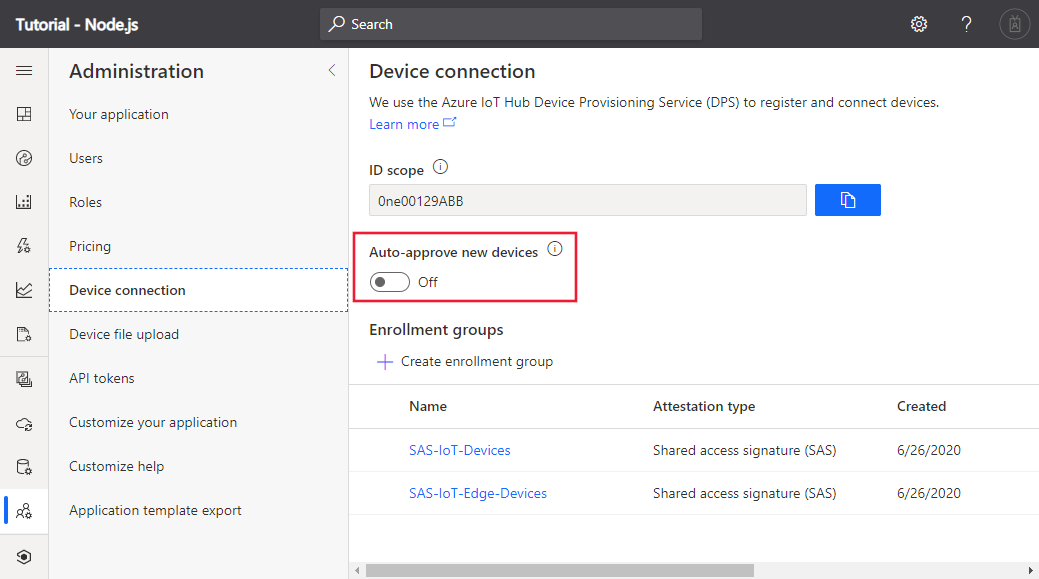 Tutorial - Node.js
Search
?
Administration
Your application
Users
Roles
Pricing
Device connection
Device file upload
API tokens
Customize your application
Customize help
Application template export
Device connection
We use the Azure IoT Hub Device Provisioning Service (DPS) to register and connect devices.
Learn more
ID scope
0ne00129ABB
Auto-approve new devices
Off
Enrollment groups
Create enrollment group
Name Attestation type Created
SAS-IoT-Devices Shared access signature (SAS) 6/26/2020
SAS-IoT-Edge-Devices Shared access signature (SAS) 6/26/2020